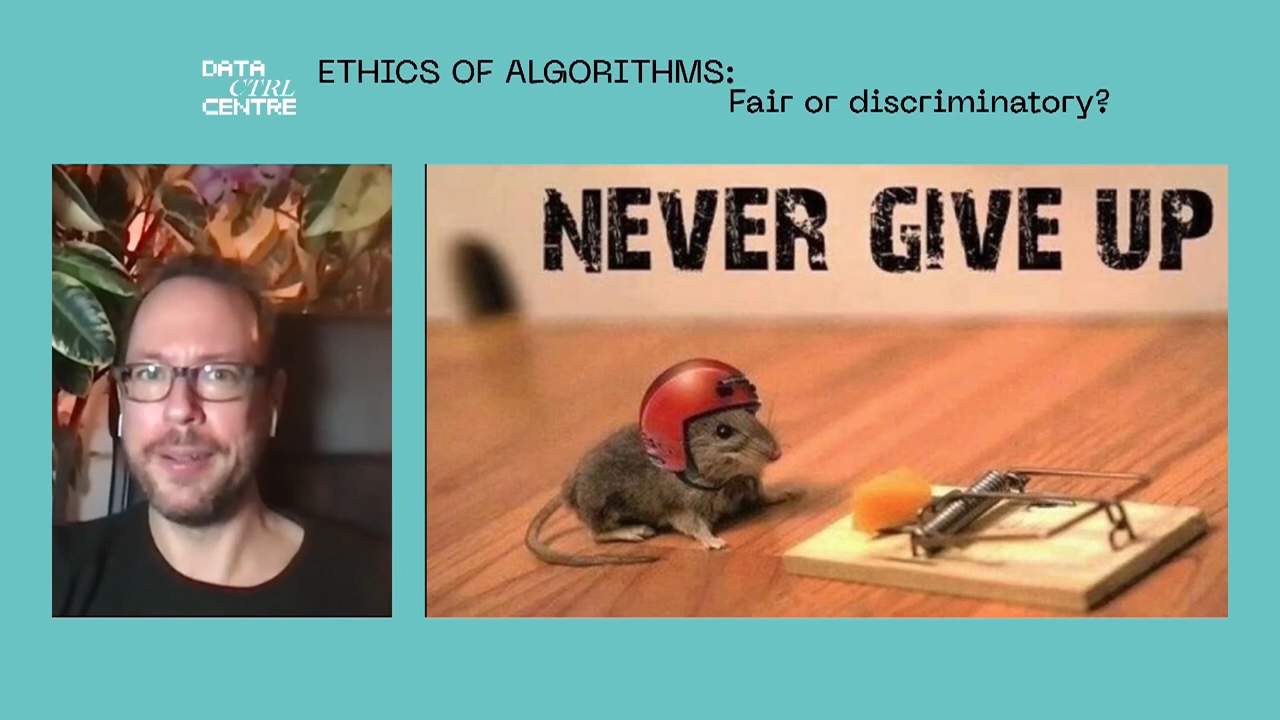 DATA
CTRL
CENTRE
ETHICS OF ALGORITHMS:
Fair or discriminatory?
NEVER GIVE UP